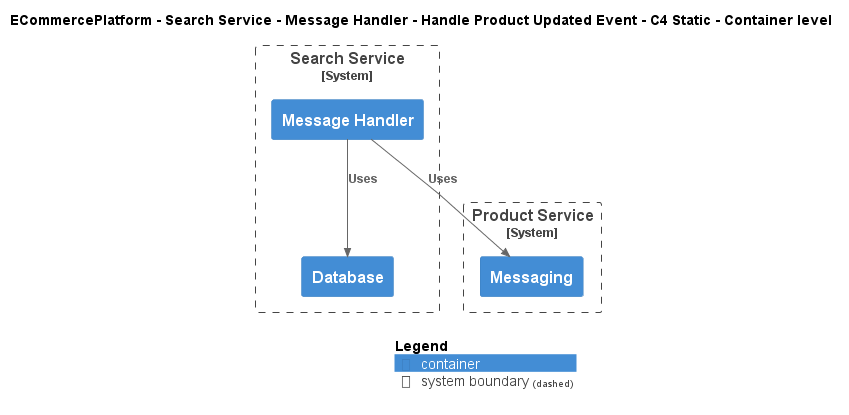 ECommercePlatform - Search Service - Message Handler - Handle Product Updated Event - C4 Static - Container level
Search Service
[System]
Message Handler
Uses
Uses
Product Service
[System]
Database
Messaging
Legend
container
system boundary (dashed)